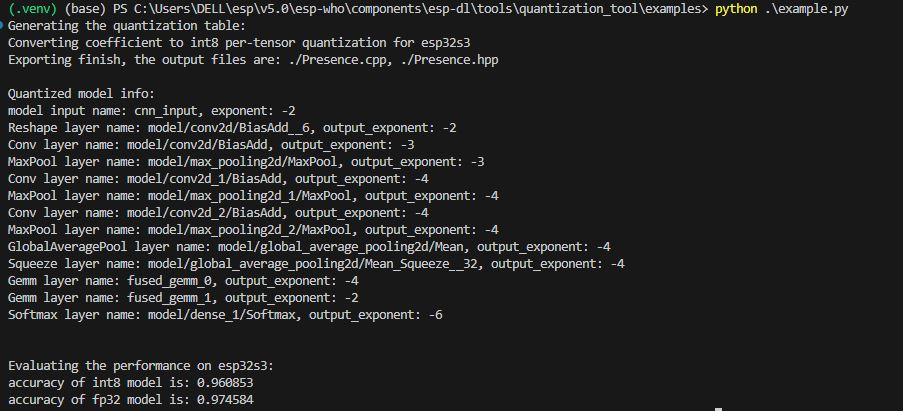 (.venv) (base) PS C:\Users\DELL\esp\v5.0\esp-who\components\esp-dl\tools\quantization_tool\examples> python .\example.py
Generating the quantization table:
Converting coefficient to int8 per-tensor quantization for esp32s3
Exporting finish, the output files are: ./Presence.cpp, ./Presence.hpp
Quantized model info:
model input name: cnn_input, exponent: -2
Reshape layer name: model/conv2d/BiasAdd__6, output_exponent: -2
Conv layer name: model/conv2d/BiasAdd, output_exponent: -3
MaxPool layer name: model/max_pooling2d/MaxPool, output_exponent: -3
Conv layer name: model/conv2d_1/BiasAdd, output_exponent: -4
MaxPool layer name: model/max_pooling2d_1/MaxPool, output_exponent: -4
Conv layer name: model/conv2d_2/BiasAdd, output_exponent: -4
MaxPool layer name: model/max_pooling2d_2/MaxPool, output_exponent: -4
GlobalAveragePool layer name: model/global_average_pooling2d/Mean, output_exponent: -4
Squeeze layer name: model/global_average_pooling2d/Mean_Squeeze__32, output_exponent: -4
Gemm layer name: fused_gemm_0, output_exponent: -4
Gemm layer name: fused_gemm_1, output_exponent: -2
Softmax layer name: model/dense_1/Softmax, output_exponent: -6
Evaluating the performance on esp32s3:
accuracy of int8 model is: 0.960853
accuracy of fp32 model is: 0.974584